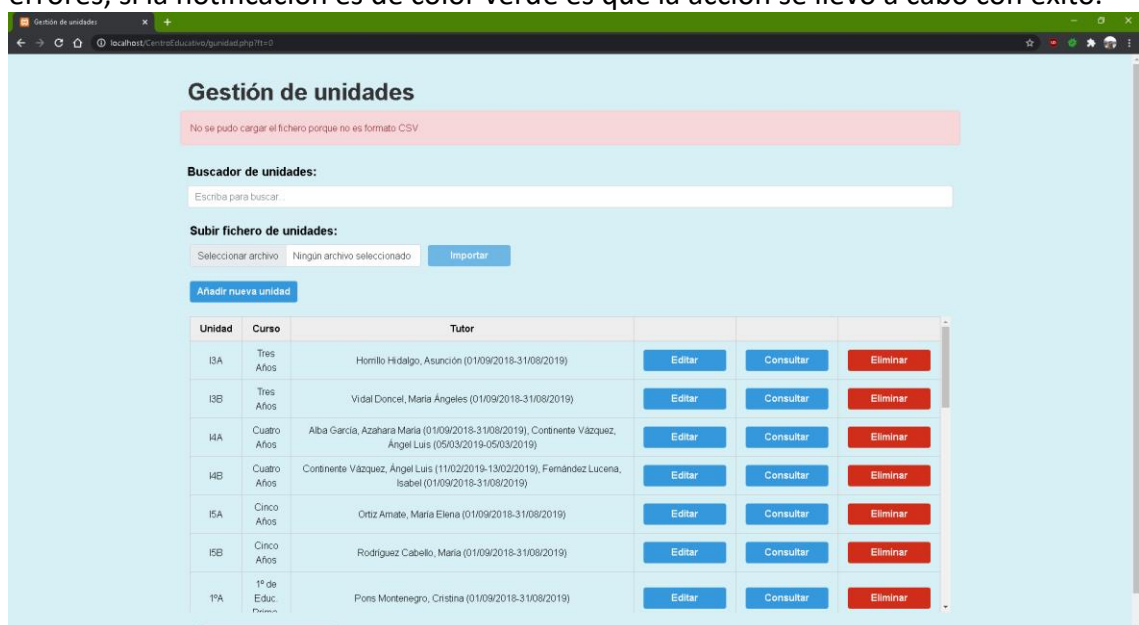 errores, si la notificación es de color verde es que la acción se llevó a cabo con éxito.
Gestión de unidades
localhost/CentroEducativo/gunidad.php?ft=0
Gestión de unidades
No se pudo cargar el fichero porque no es formato CSV
Buscador de unidades:
Escriba para buscar..
Subir fichero de unidades:
Seleccionar archivo Ningún archivo seleccionado Importar
Añadir nueva unidad
Unidad Curso Tutor
I3A Tres Años Horrillo Hidalgo, Asunción (01/09/2018-31/08/2019) Editar Consultar Eliminar
I3B Tres Años Vidal Doncel, María Ángeles (01/09/2018-31/08/2019) Editar Consultar Eliminar
I4A Cuatro Años Alba García, Azahara María (01/09/2018-31/08/2019), Continente Vázquez, Ángel Luis (05/03/2019-05/03/2019) Editar Consultar Eliminar
I4B Cuatro Años Continente Vázquez, Ángel Luis (11/02/2019-13/02/2019), Fernández Lucena, Isabel (01/09/2018-31/08/2019) Editar Consultar Eliminar
I5A Cinco Años Ortiz Amate, María Elena (01/09/2018-31/08/2019) Editar Consultar Eliminar
I5B Cinco Años Rodríguez Cabello, María (01/09/2018-31/08/2019) Editar Consultar Eliminar
1ºA 1º de Educ. Pons Montenegro, Cristina (01/09/2018-31/08/2019) Editar Consultar Eliminar